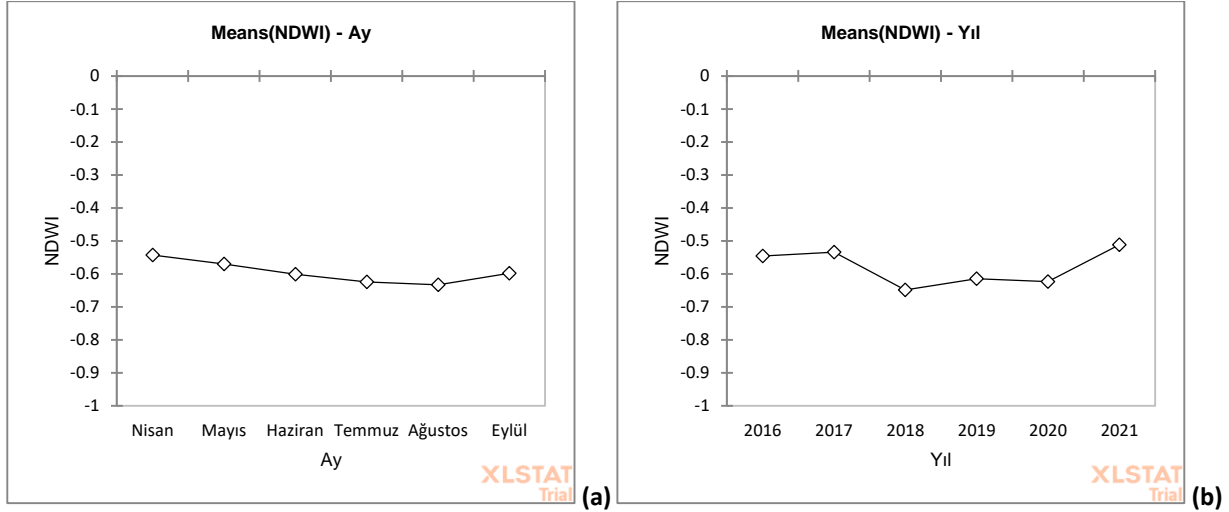 Means(NDWI) - Ay
0
-0.1
-0.2
-0.3
-0.4
-0.5
-0.6
-0.7
-0.8
-0.9
-1
NDWI
Nisan Mayıs Haziran Temmuz Ağustos Eylül
Ay
XLSTAT
Trial
(a)
Means(NDWI) - Yıl
0
-0.1
-0.2
-0.3
-0.4
-0.5
-0.6
-0.7
-0.8
-0.9
-1
NDWI
2016 2017 2018 2019 2020 2021
Yıl
XLSTAT
Trial
(b)